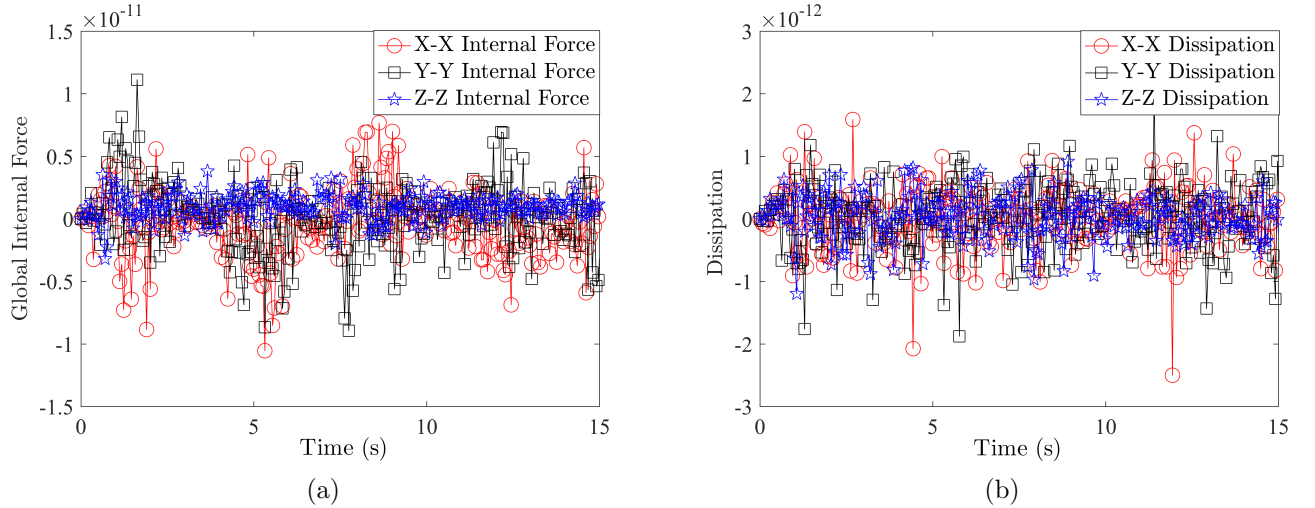 ×10⁻¹¹
1.5
1
0.5
0
-0.5
-1
-1.5
Global Internal Force
X-X Internal Force
Y-Y Internal Force
Z-Z Internal Force
0
5
10
15
Time (s)
(a)
×10⁻¹²
3
2
1
0
-1
-2
-3
Dissipation
X-X Dissipation
Y-Y Dissipation
Z-Z Dissipation
0
5
10
15
Time (s)
(b)